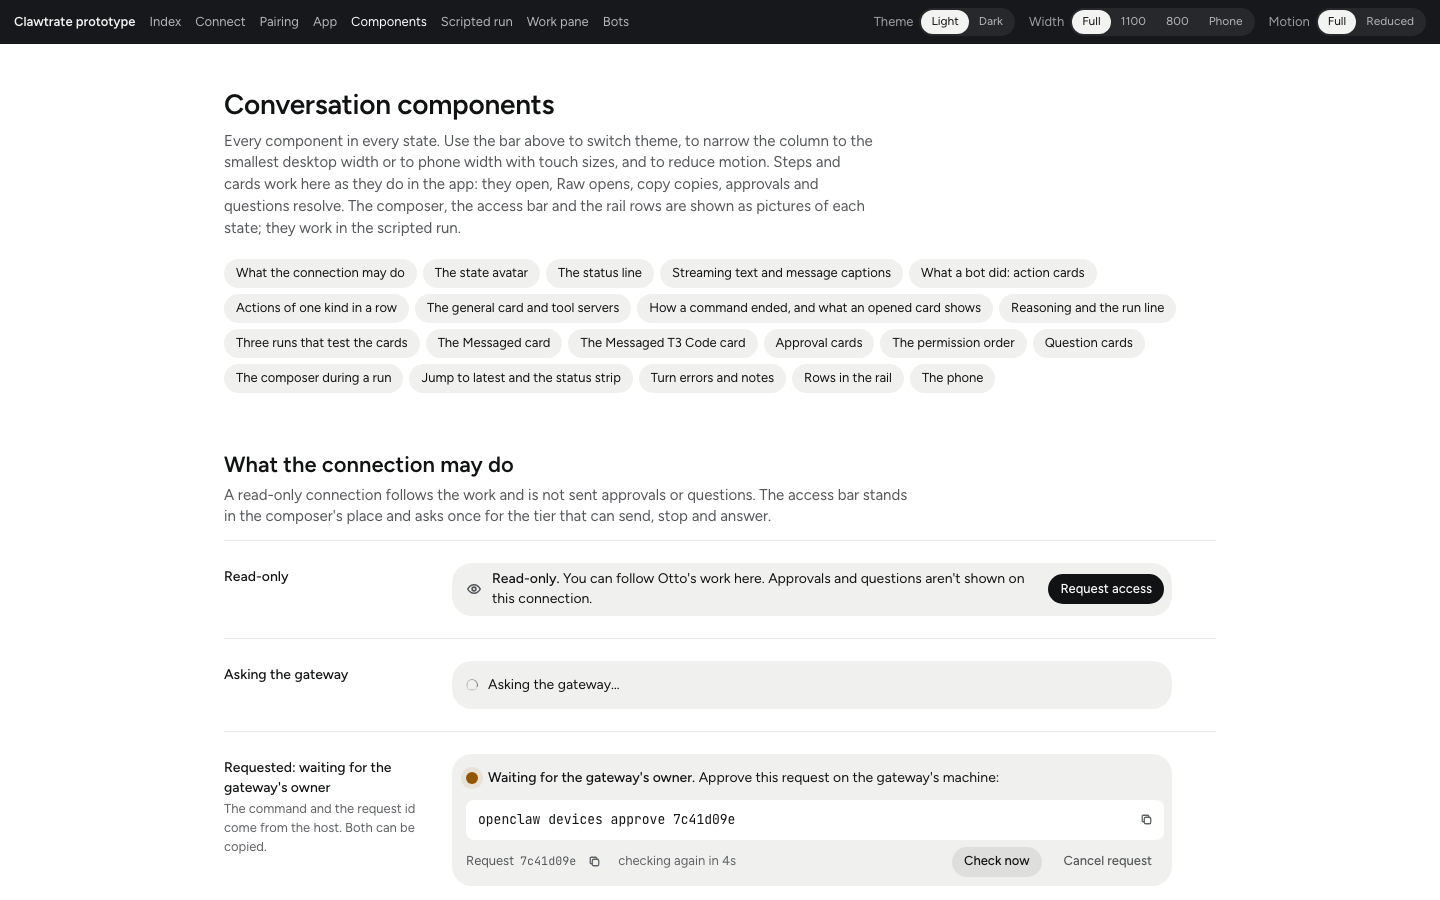 Clawtrate prototype Index Connect Pairing App Components Scripted run Work pane Bots Theme Light Dark Width Full 1100 800 Phone Motion Full Reduced
Conversation components
Every component in every state. Use the bar above to switch theme, to narrow the column to the
smallest desktop width or to phone width with touch sizes, and to reduce motion. Steps and
cards work here as they do in the app: they open, Raw opens, copy copies, approvals and
questions resolve. The composer, the access bar and the rail rows are shown as pictures of each
state; they work in the scripted run.
What the connection may do The state avatar The status line Streaming text and message captions What a bot did: action cards
Actions of one kind in a row The general card and tool servers How a command ended, and what an opened card shows Reasoning and the run line
Three runs that test the cards The Messaged card The Messaged T3 Code card Approval cards The permission order Question cards
The composer during a run Jump to latest and the status strip Turn errors and notes Rows in the rail The phone
What the connection may do
A read-only connection follows the work and is not sent approvals or questions. The access bar stands
in the composer's place and asks once for the tier that can send, stop and answer.
Read-only
Read-only. You can follow Otto's work here. Approvals and questions aren't shown on
this connection.
Request access
Asking the gateway
Asking the gateway…
Requested: waiting for the
gateway's owner
The command and the request id
come from the host. Both can be
copied.
Waiting for the gateway's owner. Approve this request on the gateway's machine:
openclaw devices approve 7c41d09e
Request 7c41d09e checking again in 4s Check now Cancel request